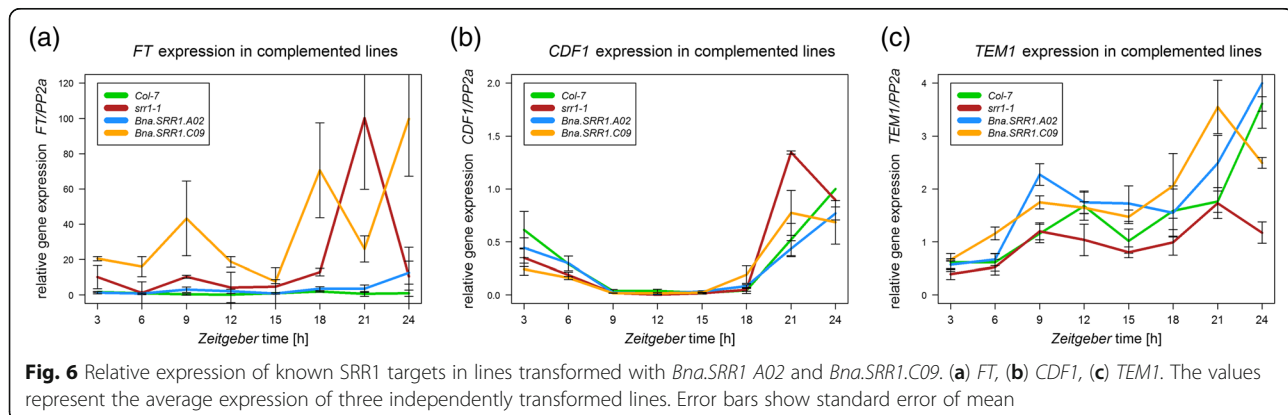 (a)
FT expression in complemented lines
relative gene expression FT/PP2a
120
100
80
60
40
20
0
Col-7
srr1-1
Bna.SRR1.A02
Bna.SRR1.C09
3 6 9 12 15 18 21 24
Zeitgeber time [h]
(b)
CDF1 expression in complemented lines
relative gene expression CDF1/PP2a
2.0
1.5
1.0
0.5
0.0
Col-7
srr1-1
Bna.SRR1.A02
Bna.SRR1.C09
3 6 9 12 15 18 21 24
Zeitgeber time [h]
(c)
TEM1 expression in complemented lines
relative gene expression TEM1/PP2a
4
3
2
1
0
Col-7
srr1-1
Bna.SRR1.A02
Bna.SRR1.C09
3 6 9 12 15 18 21 24
Zeitgeber time [h]
Fig. 6 Relative expression of known SRR1 targets in lines transformed with Bna.SRR1 A02 and Bna.SRR1.C09. (a) FT, (b) CDF1, (c) TEM1. The values
represent the average expression of three independently transformed lines. Error bars show standard error of mean